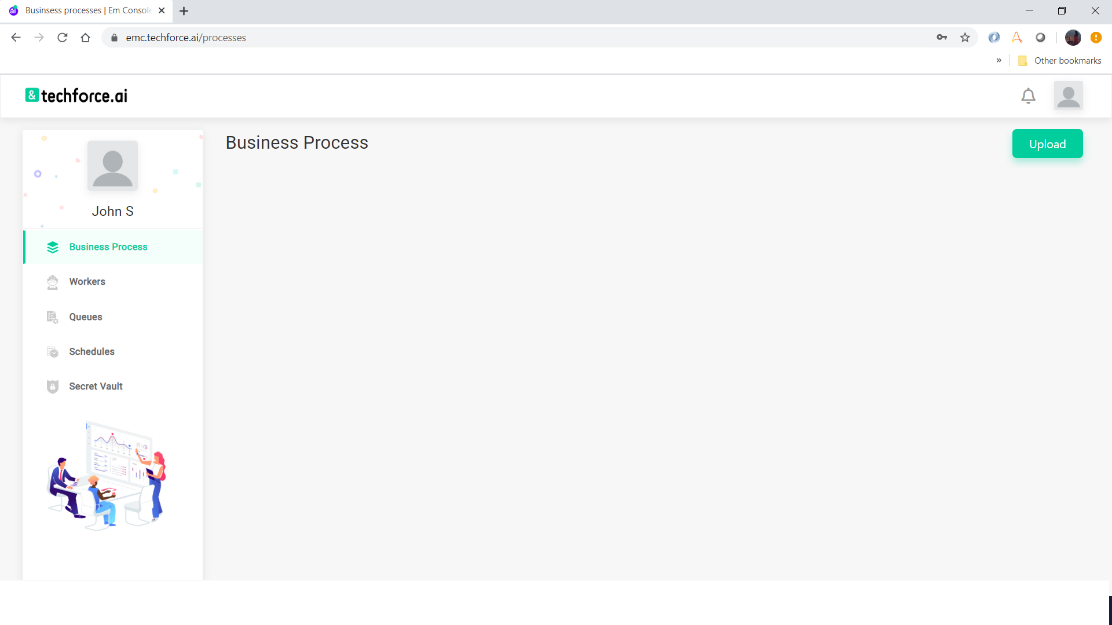 Businsess processes | Em Consol
emc.techforce.ai/processes
»
Other bookmarks
& techforce.ai
Business Process
Upload
John S
Business Process
Workers
Queues
Schedules
Secret Vault